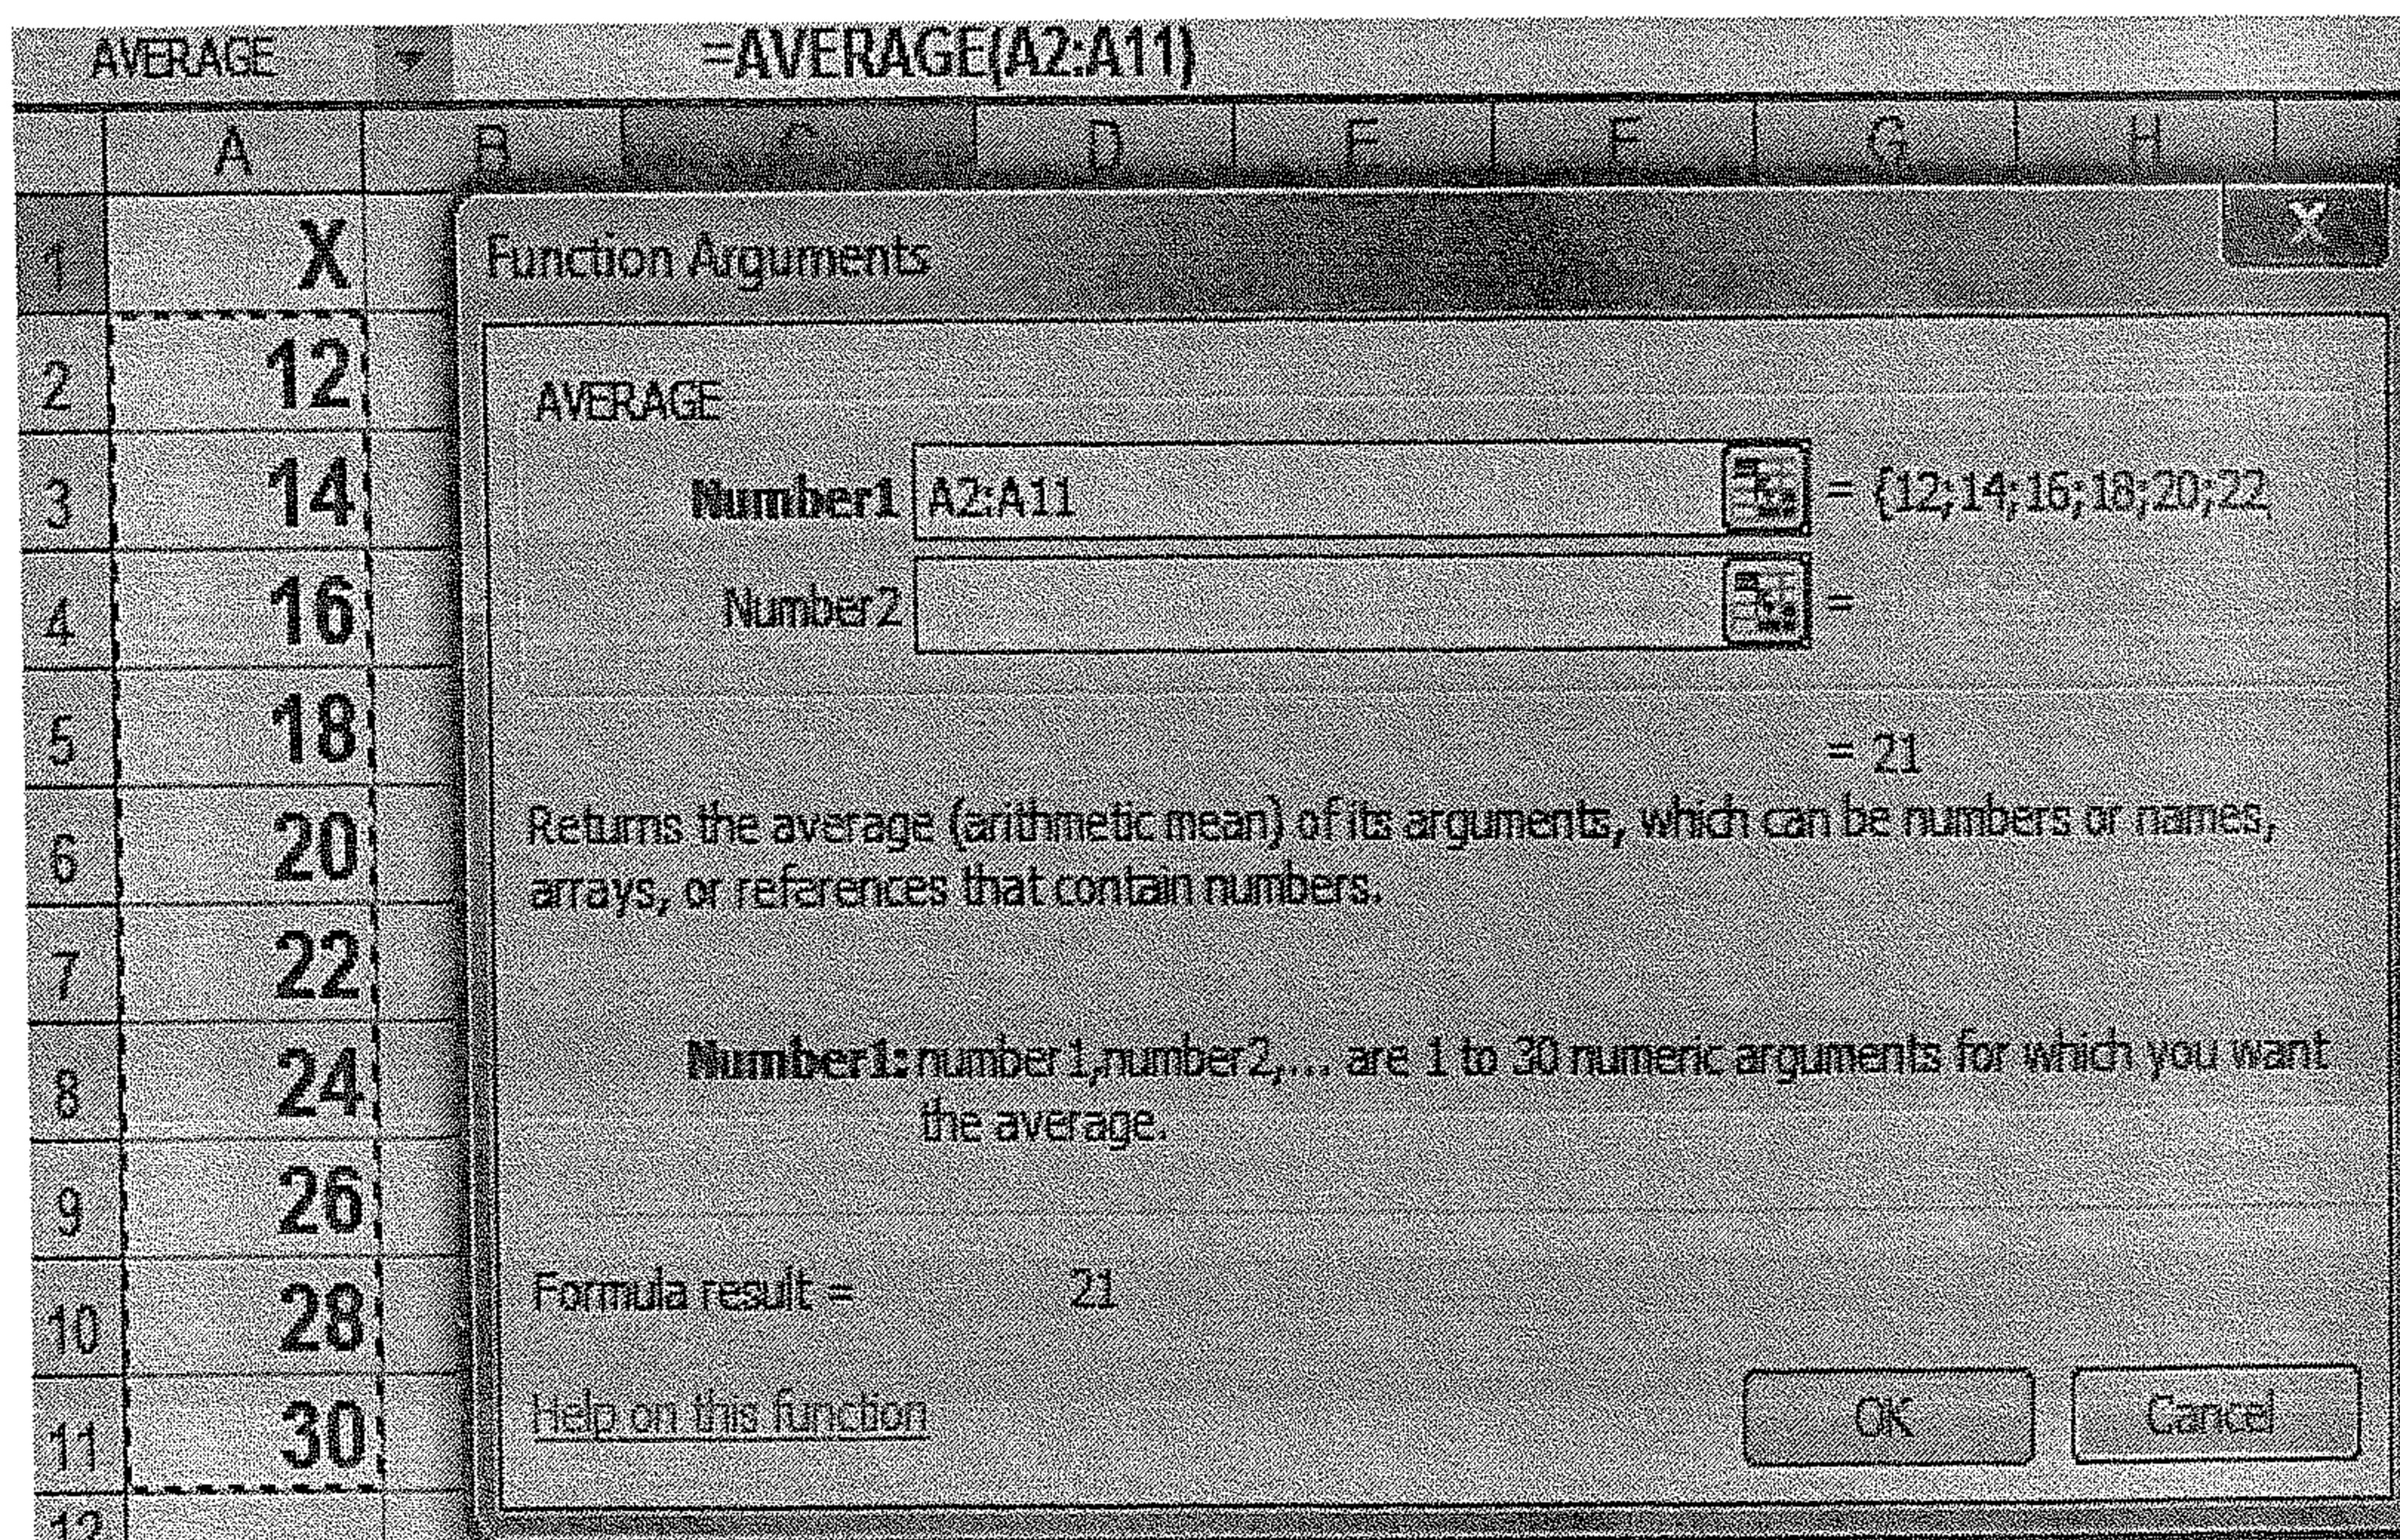 AVERAGE =AVERAGE(A2:A11)
A B C D E F G H
1 X
Function Arguments X
2 12
AVERAGE
3 14
Number1 A2:A11 = {12;14;16;18;20;22
4 16
Number2 =
5 18
= 21
6 20
Returns the average (arithmetic mean) of its arguments, which can be numbers or names,
arrays, or references that contain numbers.
7 22
8 24
Number1: number1,number2,... are 1 to 30 numeric arguments for which you want
the average.
9 26
10 28
Formula result = 21
11 30
Help on this function OK Cancel
12